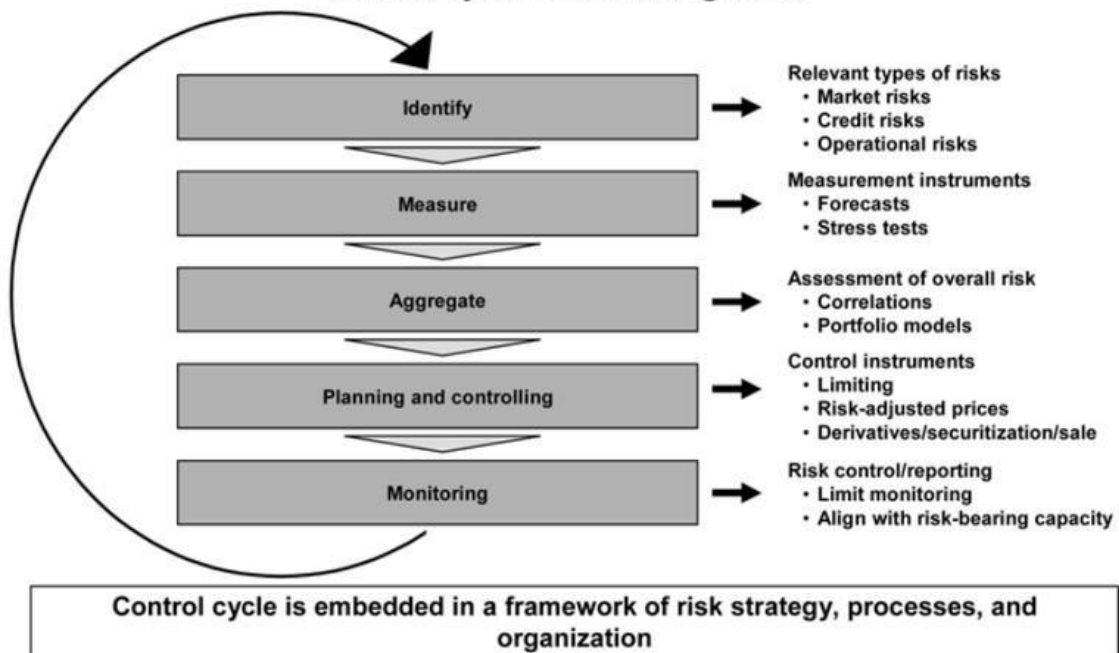 Identify
Relevant types of risks
• Market risks
• Credit risks
• Operational risks
Measure
Measurement instruments
• Forecasts
• Stress tests
Aggregate
Assessment of overall risk
• Correlations
• Portfolio models
Planning and controlling
Control instruments
• Limiting
• Risk-adjusted prices
• Derivatives/securitization/sale
Monitoring
Risk control/reporting
• Limit monitoring
• Align with risk-bearing capacity
Control cycle is embedded in a framework of risk strategy, processes, and
organization